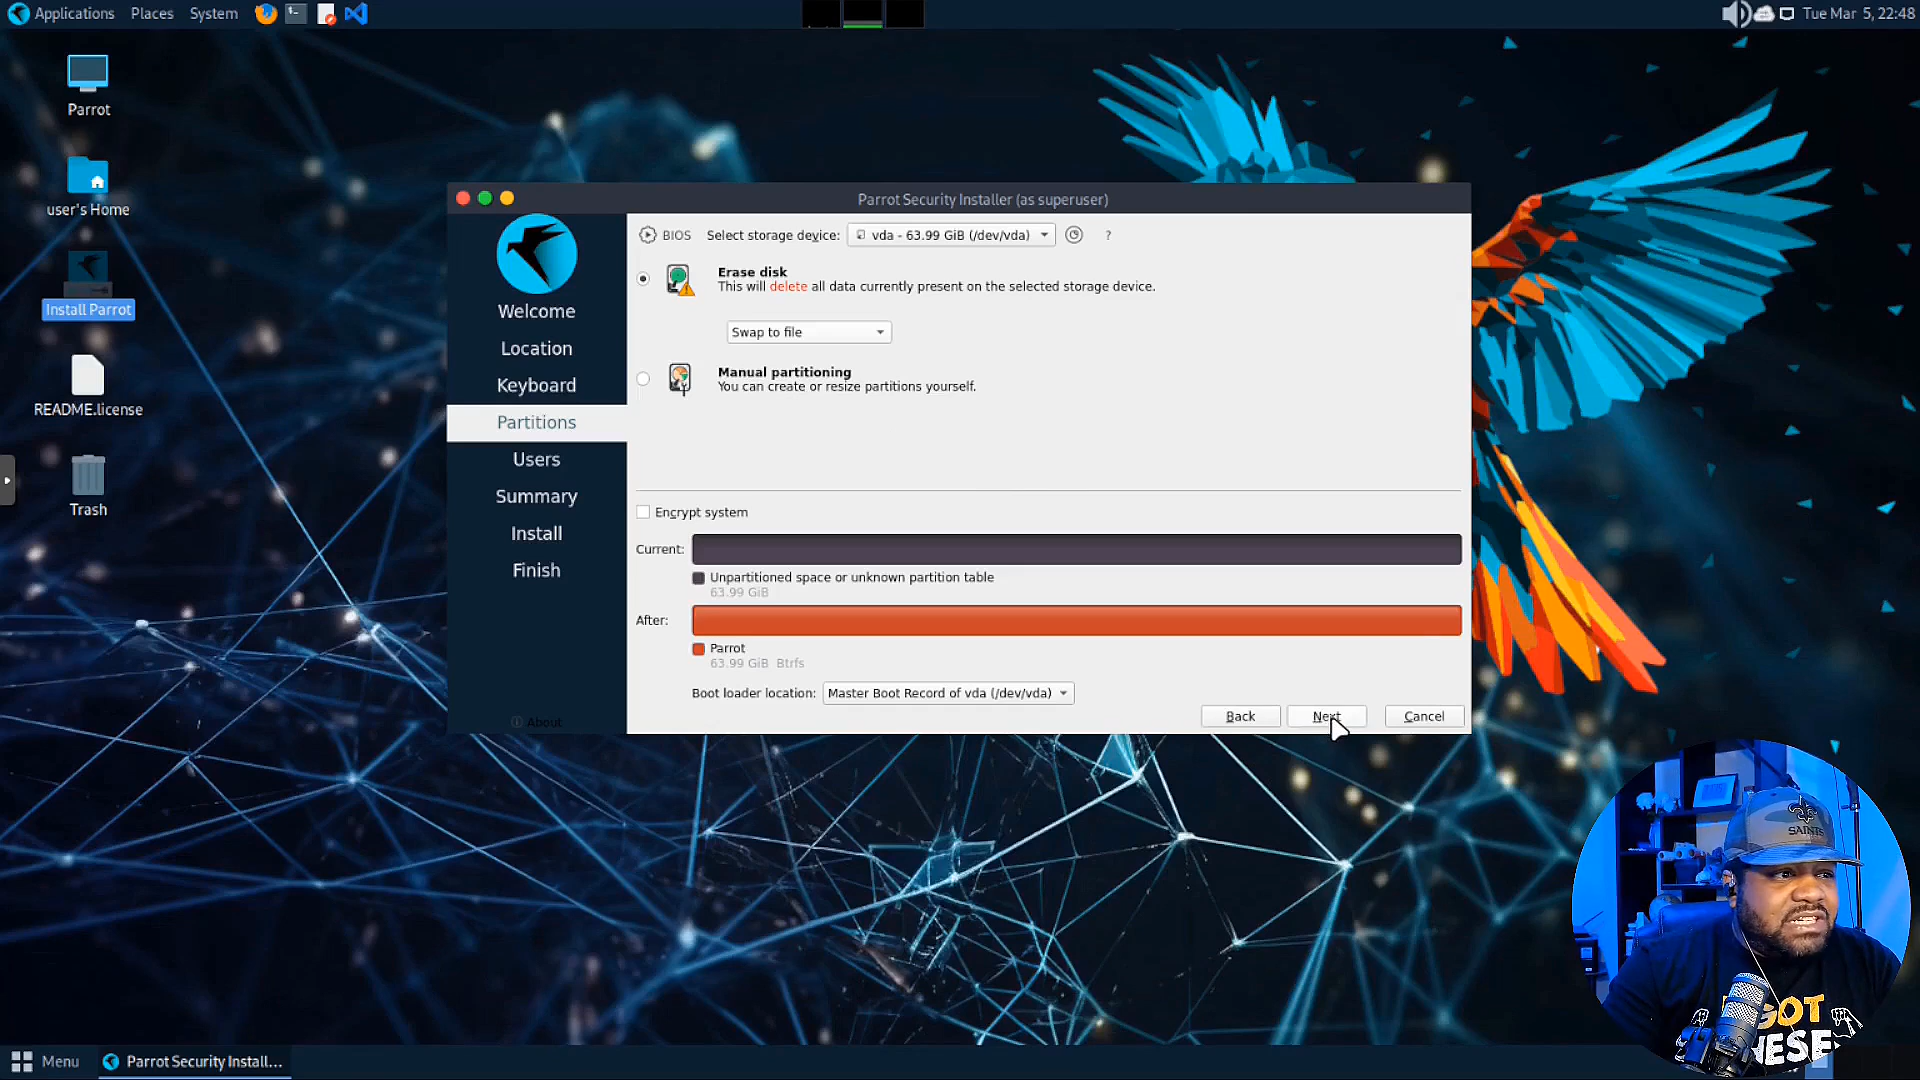 Applications Places System
Tue Mar 5, 22:48
Parrot
user's Home
Install Parrot
README.license
Trash
Parrot Security Installer (as superuser)
Welcome
Location
Keyboard
Partitions
Users
Summary
Install
Finish
About
BIOS Select storage device: vda - 63.99 GiB (/dev/vda) ?
Erase disk
This will delete all data currently present on the selected storage device.
Swap to file
Manual partitioning
You can create or resize partitions yourself.
Encrypt system
Current:
Unpartitioned space or unknown partition table
63.99 GiB
After:
Parrot
63.99 GiB Btrfs
Boot loader location: Master Boot Record of vda (/dev/vda)
Back Next Cancel
SAINTS
GOT
Menu Parrot Security Install...